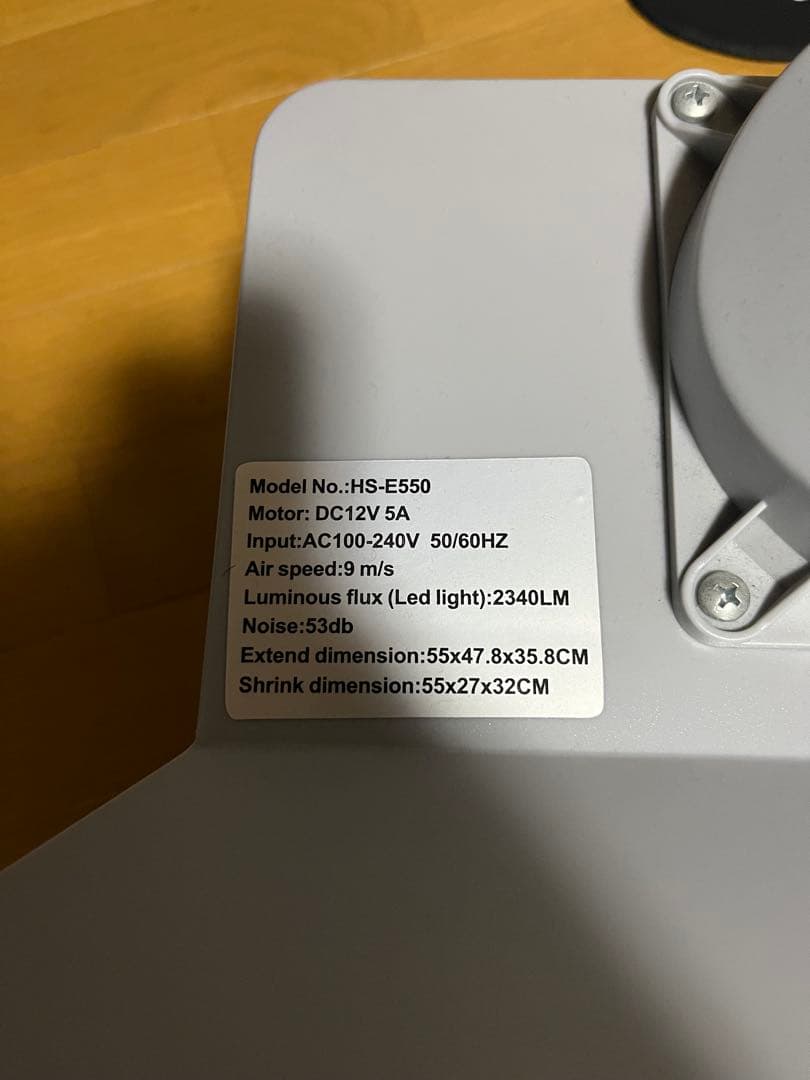 Model No.:HS-E550
Motor: DC12V 5A
Input:AC100-240V 50/60HZ
Air speed:9 m/s
Luminous flux (Led light):2340LM
Noise:53db
Extend dimension:55x47.8x35.8CM
Shrink dimension:55x27x32CM